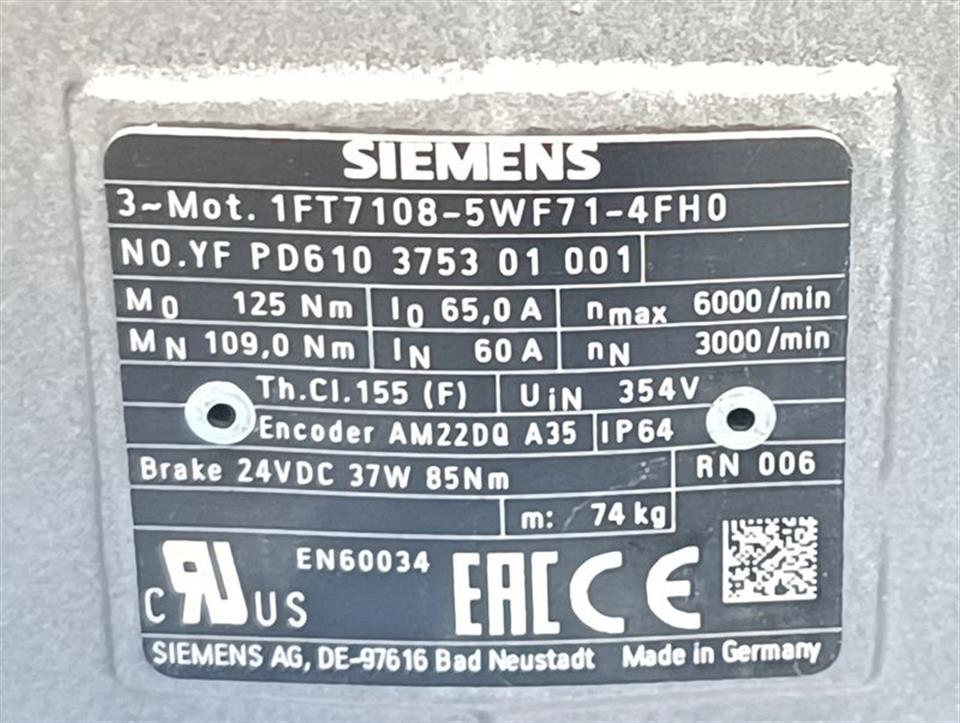 SIEMENS
3~Mot. 1FT7108-5WF71-4FH0
NO.YF PD610 3753 01 001
M0 125 Nm I0 65,0 A nmax 6000 /min
MN 109,0 Nm IN 60 A nN 3000 /min
Th.Cl.155 (F) UiN 354V
Encoder AM22DQ A35 IP64
Brake 24VDC 37W 85Nm RN 006
m: 74 kg
EN60034
c RU US EAC CE
SIEMENS AG, DE-97616 Bad Neustadt Made in Germany